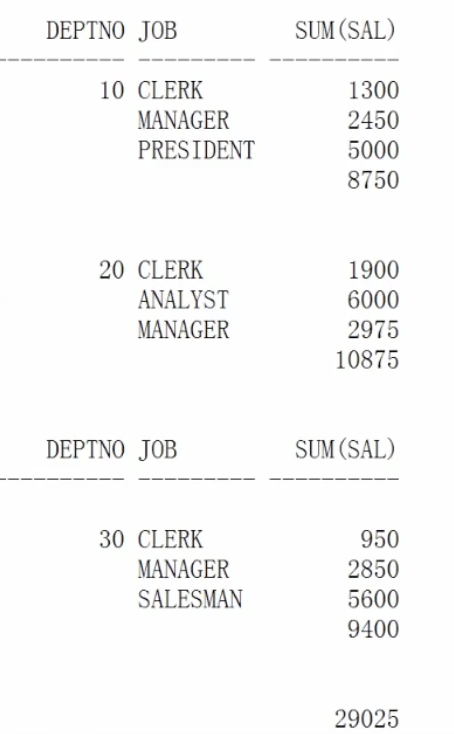 DEPTNO JOB SUM(SAL)
---------- --------- ----------
10 CLERK 1300
MANAGER 2450
PRESIDENT 5000
8750
20 CLERK 1900
ANALYST 6000
MANAGER 2975
10875
DEPTNO JOB SUM(SAL)
---------- --------- ----------
30 CLERK 950
MANAGER 2850
SALESMAN 5600
9400
29025